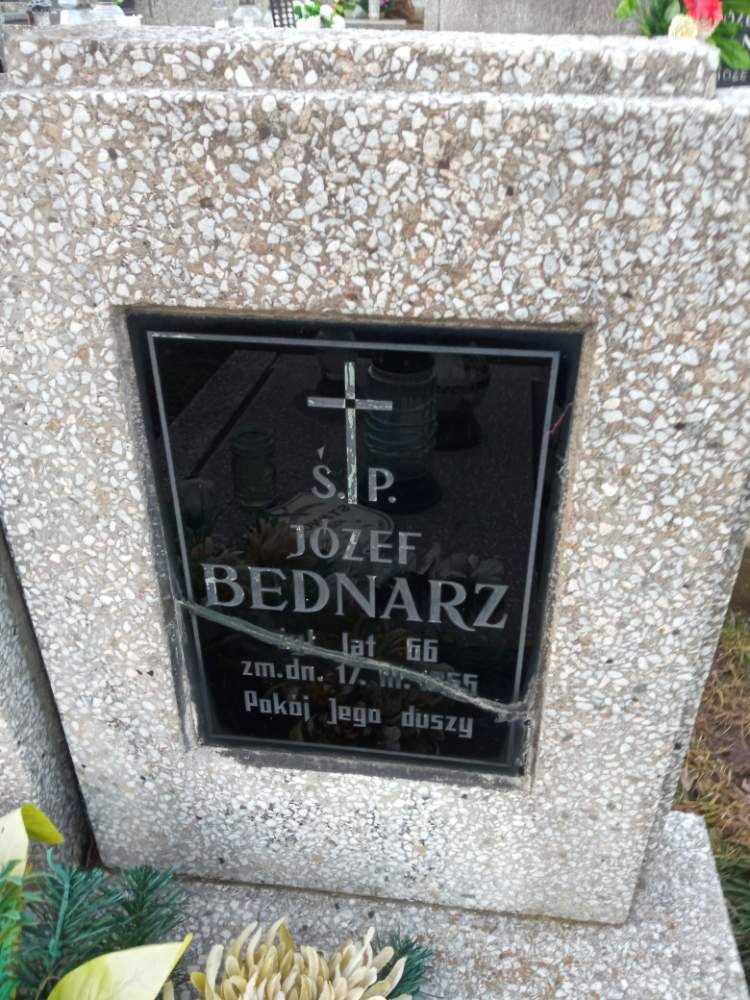 Ś. P.
JÓZEF
BEDNARZ
lat 66
zm.dn. 17.
Pokój Jego duszy